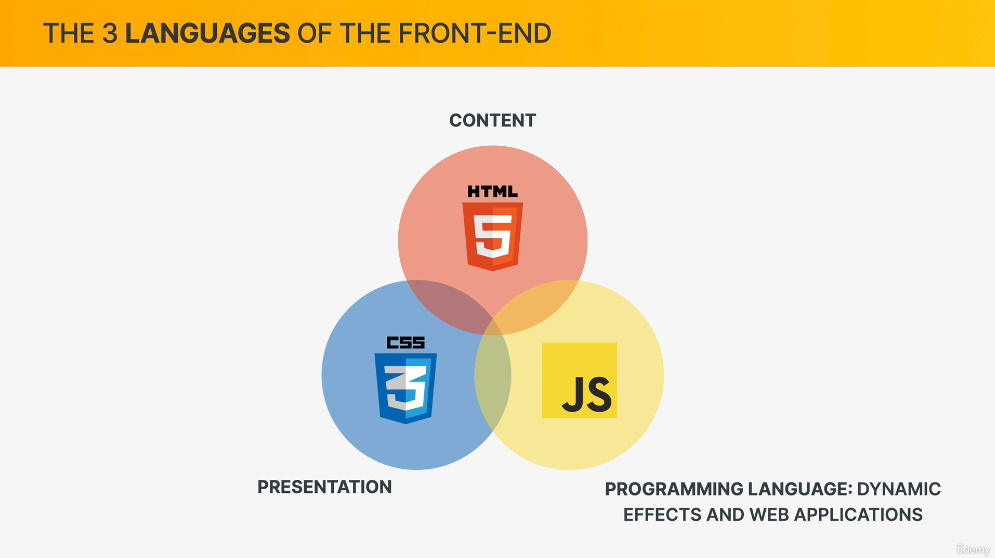 THE 3 LANGUAGES OF THE FRONT-END
CONTENT
HTML
5
CSS
3
JS
PRESENTATION
PROGRAMMING LANGUAGE: DYNAMIC
EFFECTS AND WEB APPLICATIONS
5demy